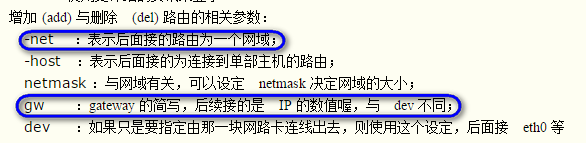 增加 (add) 与删除 (del) 路由的相关参数：
-net ：表示后面接的路由为一个网域；
-host ：表示后面接的为连接到单部主机的路由；
netmask ：与网域有关，可以设定 netmask 决定网域的大小；
gw ：gateway 的简写，后续接的是 IP 的数值喔，与 dev 不同；
dev ：如果只是要指定由那一块网路卡连线出去，则使用这个设定，后面接 eth0 等